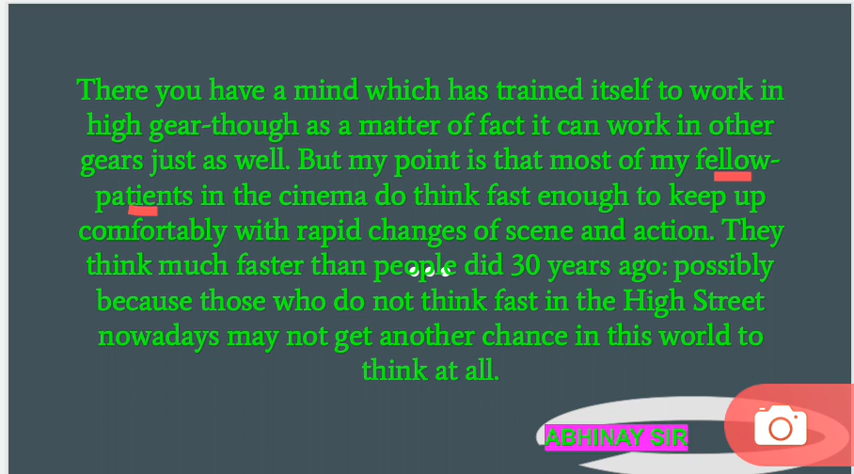 There you have a mind which has trained itself to work in
high gear-though as a matter of fact it can work in other
gears just as well. But my point is that most of my fellow-
patients in the cinema do think fast enough to keep up
comfortably with rapid changes of scene and action. They
think much faster than people did 30 years ago: possibly
because those who do not think fast in the High Street
nowadays may not get another chance in this world to
think at all.
ABHINAY SIR